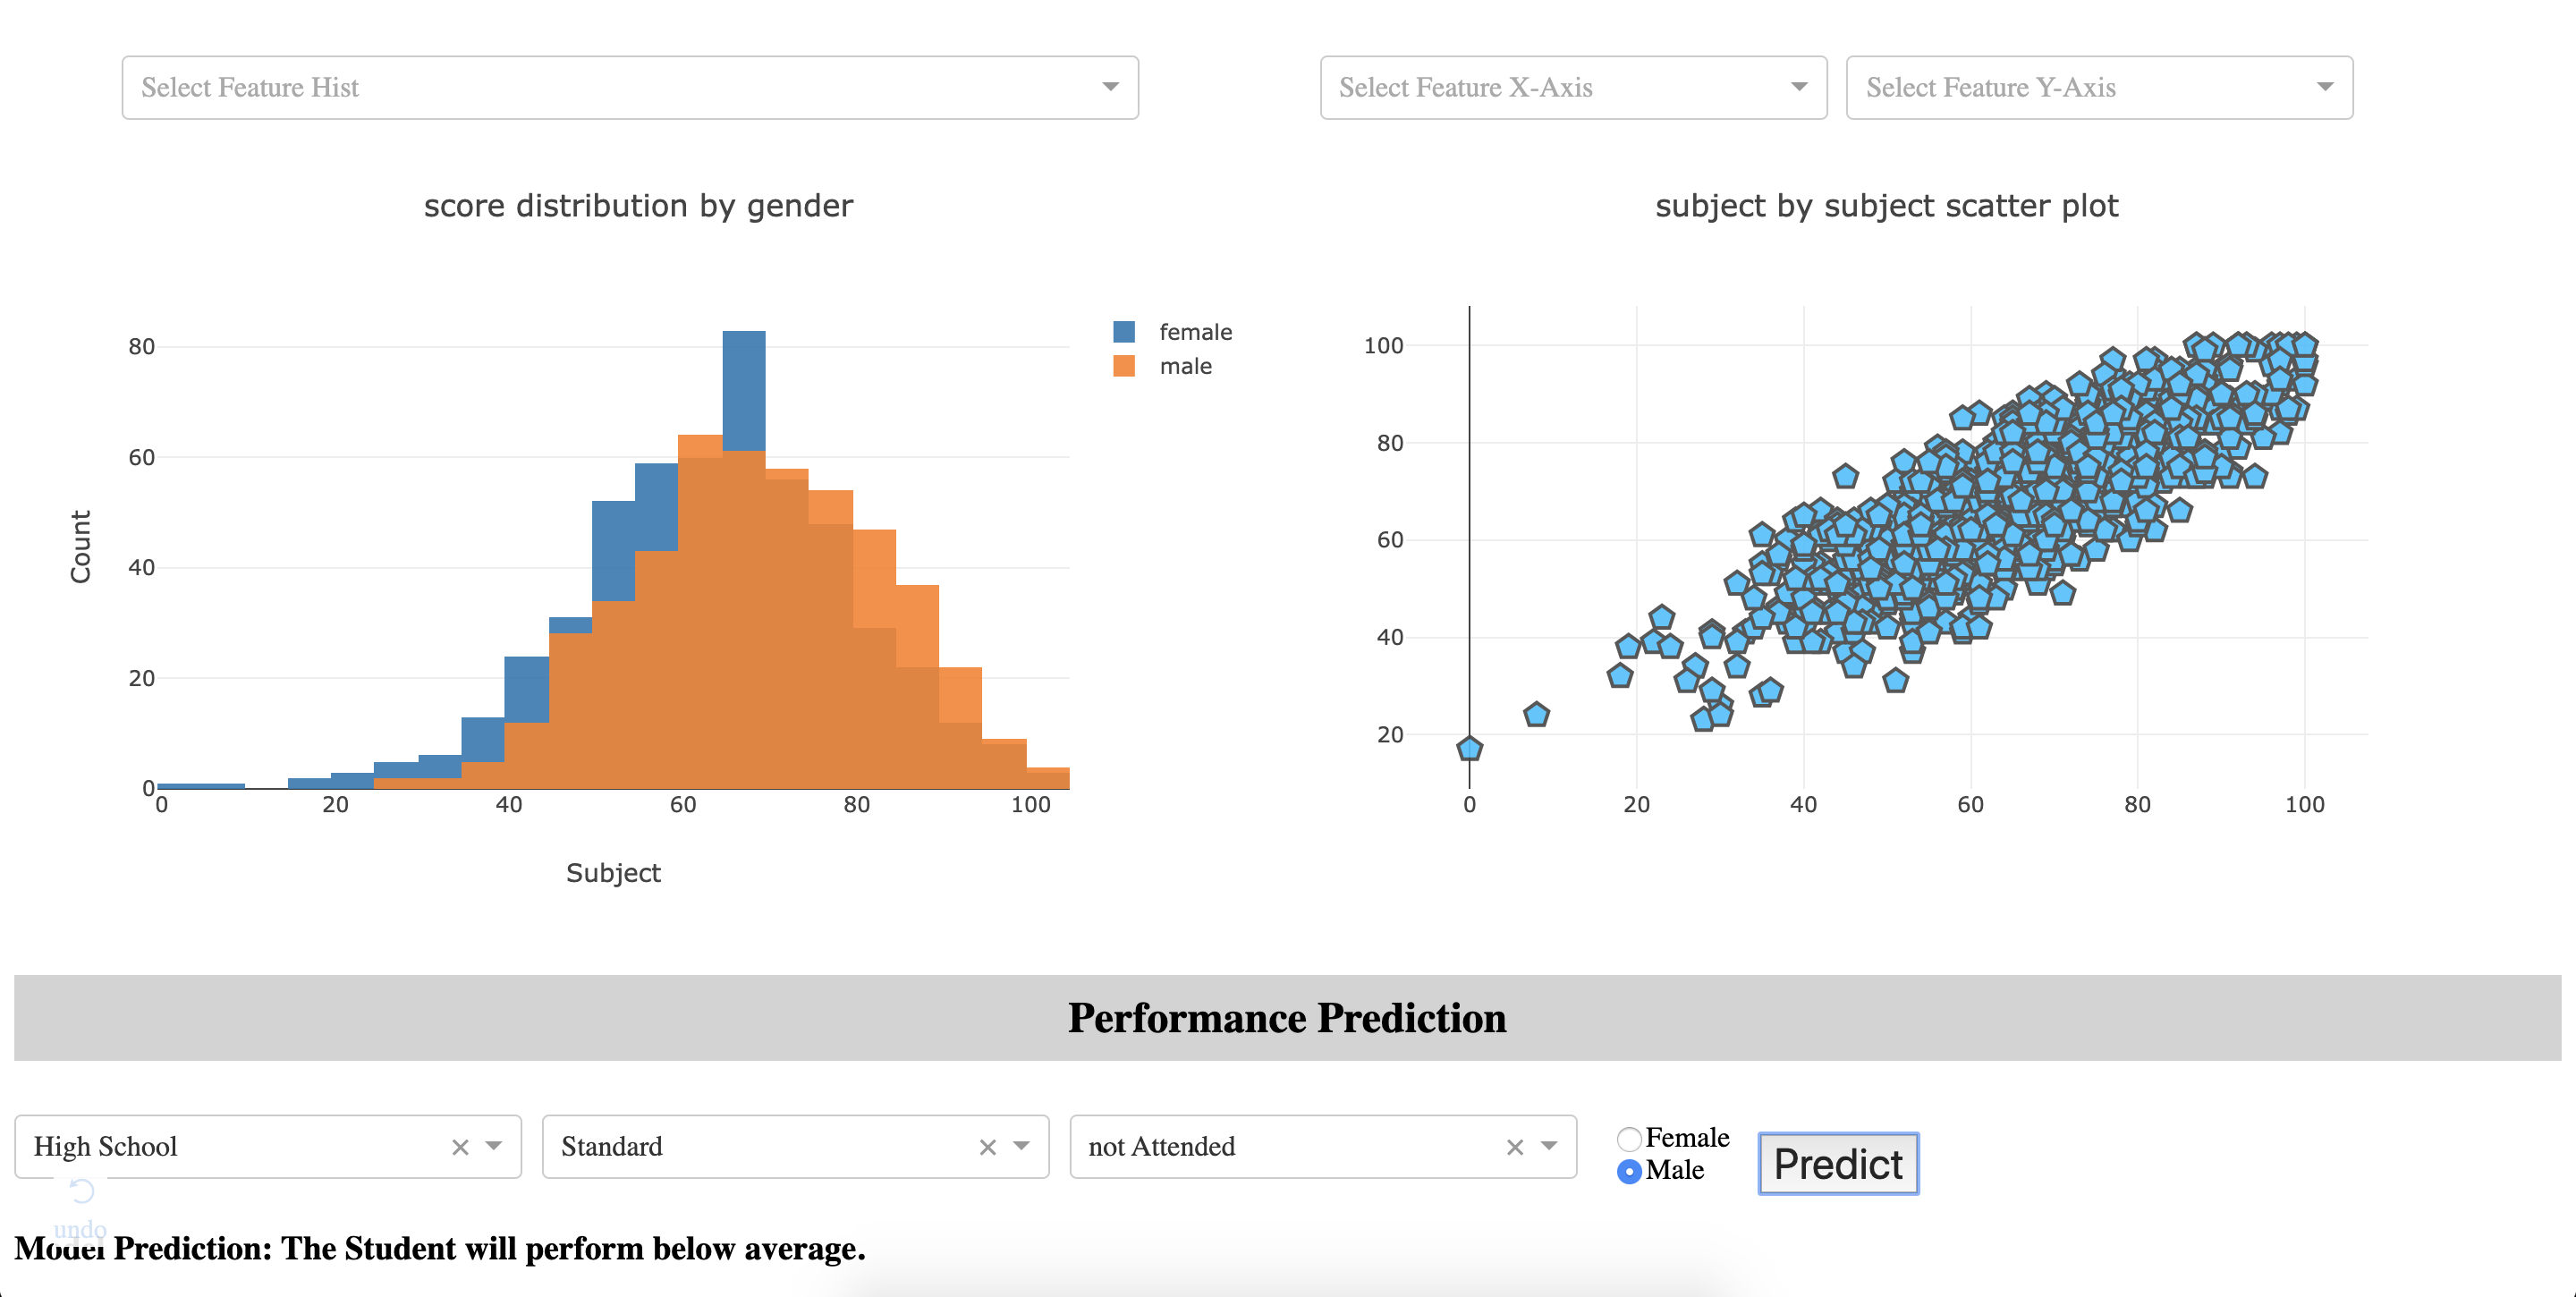 Select Feature Hist
Select Feature X-Axis
Select Feature Y-Axis
score distribution by gender
80
60
40
20
0
Count
0 20 40 60 80 100
Subject
female
male
subject by subject scatter plot
100
80
60
40
20
0 20 40 60 80 100
Performance Prediction
High School
Standard
not Attended
Female
Male
Predict
undo
Model Prediction: The Student will perform below average.